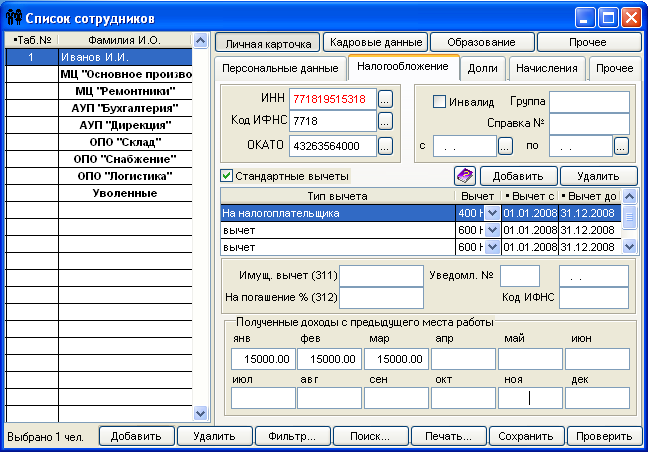 Список сотрудников
•Таб.№ Фамилия И.О.
1 Иванов И.И.
МЦ "Основное произво
МЦ "Ремонтники"
АУП "Бухгалтерия"
АУП "Дирекция"
ОПО "Склад"
ОПО "Снабжение"
ОПО "Логистика"
Уволенные
Личная карточка Кадровые данные Образование Прочее
Персональные данные Налогообложение Долги Начисления Прочее
ИНН 771819515318 ...
Код ИФНС 7718 ...
ОКАТО 43263564000 ...
Инвалид Группа
Справка №
с . . ... по . . ...
Стандартные вычеты Добавить Удалить
Тип вычета Вычет • Вычет с • Вычет до
На налогоплательщика 400 Н 01.01.2008 31.12.2008
вычет 600 Н 01.01.2008 31.12.2008
вычет 600 Н 01.01.2008 31.12.2008
Имущ. вычет (311) Уведомл. № . .
На погашение % (312) Код ИФНС
Полученные доходы с предыдущего места работы
янв фев мар апр май июн
15000.00 15000.00 15000.00
июл авг сен окт ноя дек
Выбрано 1 чел. Добавить Удалить Фильтр... Поиск... Печать... Сохранить Проверить